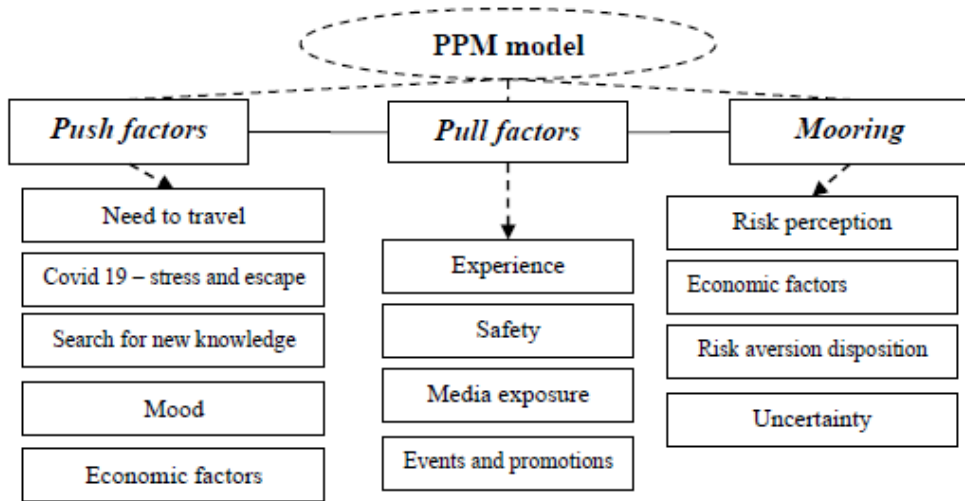 PPM model
Push factors
Pull factors
Mooring
Need to travel
Covid 19 – stress and escape
Search for new knowledge
Mood
Economic factors
Experience
Safety
Media exposure
Events and promotions
Risk perception
Economic factors
Risk aversion disposition
Uncertainty